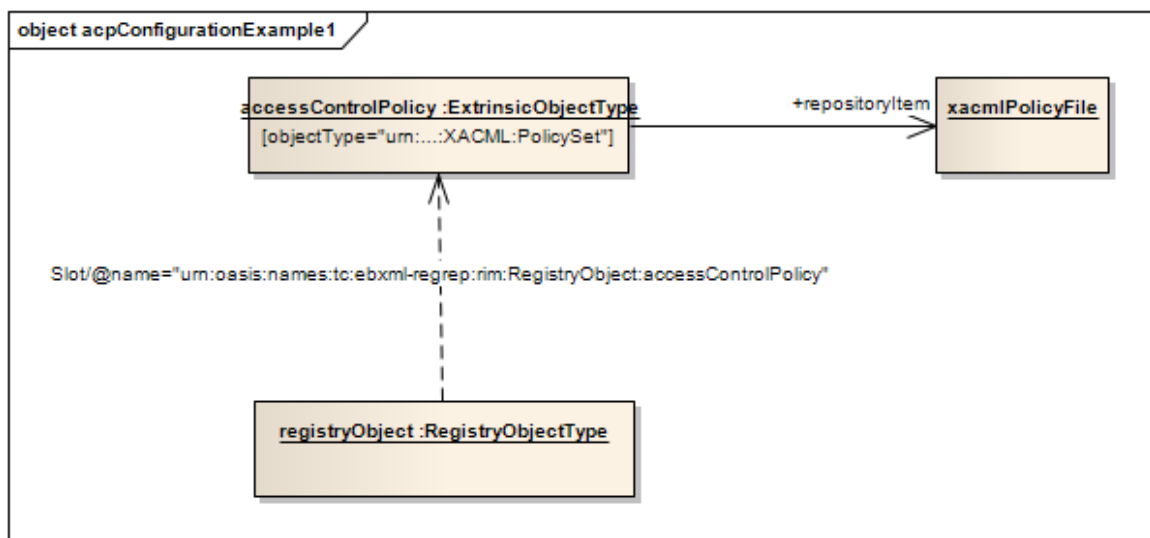 object acpConfigurationExample1
accessControlPolicy :ExtrinsicObjectType
[objectType="urn:...:XACML:PolicySet"]
+repositoryItem
xacmlPolicyFile
Slot/@name="urn:oasis:names:tc:ebxml-regrep:rim:RegistryObject:accessControlPolicy"
registryObject :RegistryObjectType